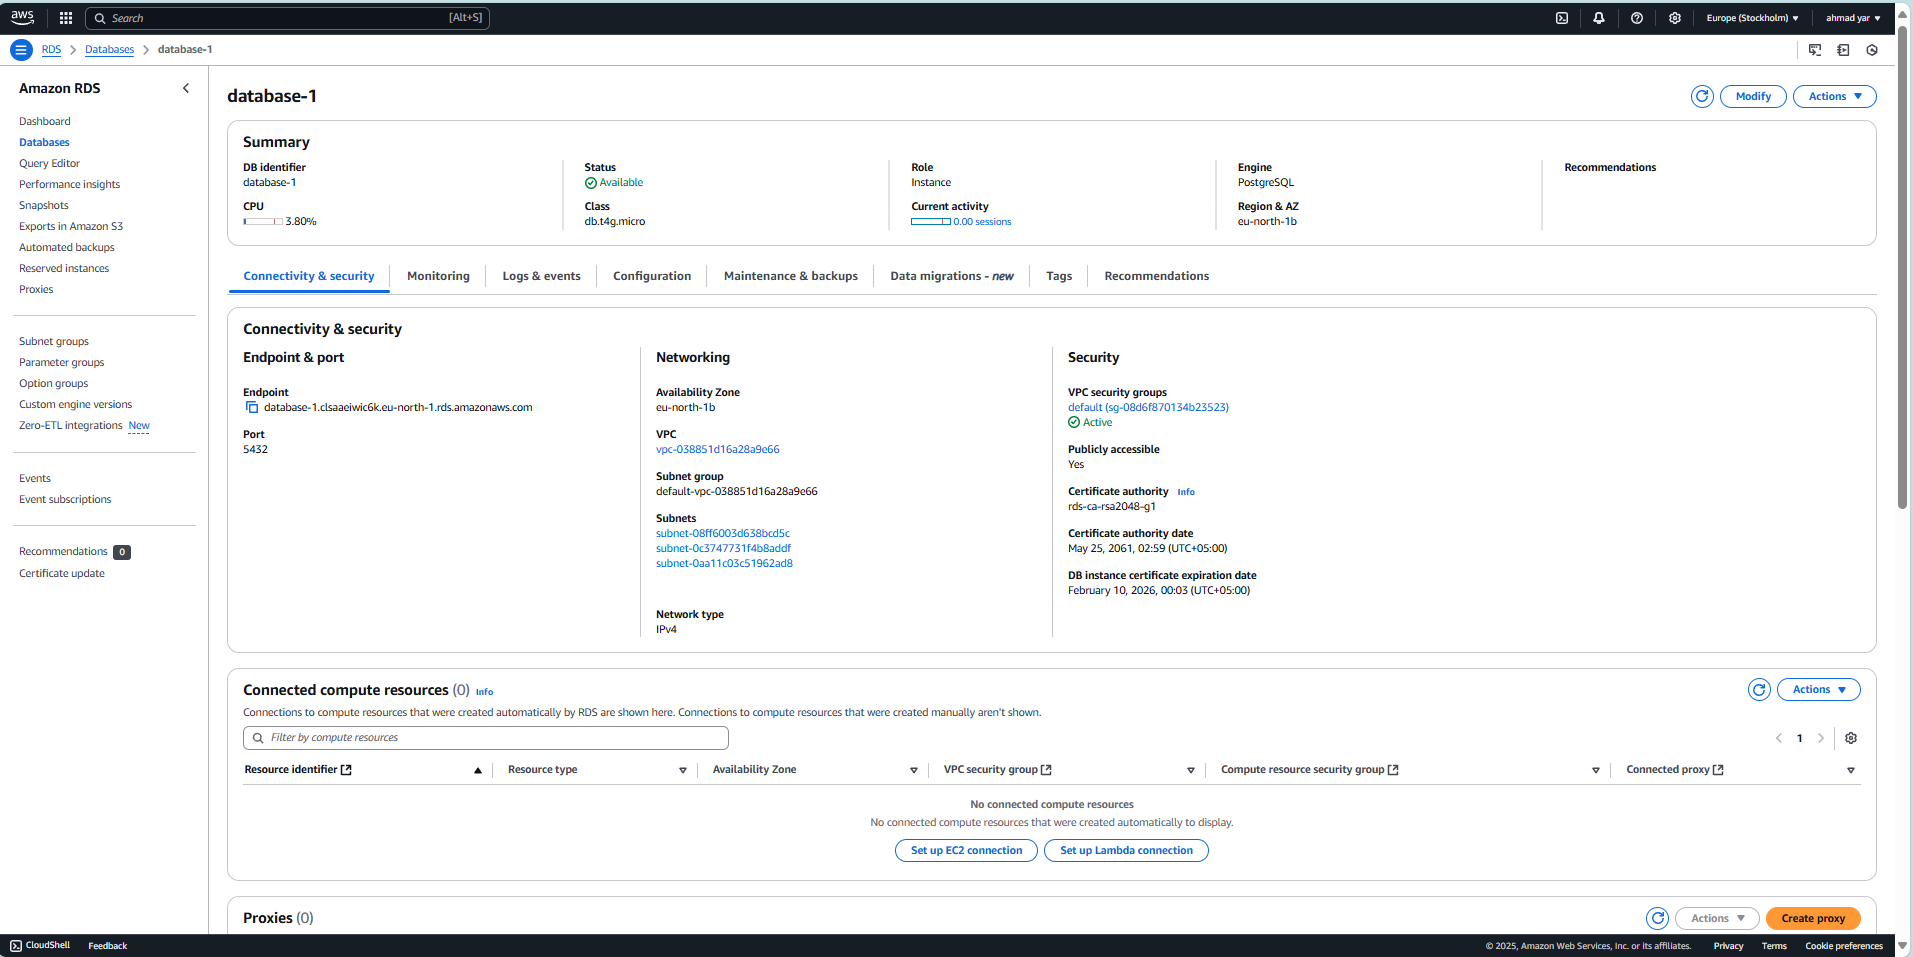 aws
Search
[Alt+S]
Europe (Stockholm)
ahmad yar
RDS
Databases
database-1
Amazon RDS
Dashboard
Databases
Query Editor
Performance insights
Snapshots
Exports in Amazon S3
Automated backups
Reserved instances
Proxies
Subnet groups
Parameter groups
Option groups
Custom engine versions
Zero-ETL integrations New
Events
Event subscriptions
Recommendations 0
Certificate update
database-1
Modify
Actions
Summary
DB identifier
database-1
CPU
3.80%
Status
Available
Class
db.t4g.micro
Role
Instance
Current activity
0.00 sessions
Engine
PostgreSQL
Region & AZ
eu-north-1b
Recommendations
Connectivity & security
Monitoring
Logs & events
Configuration
Maintenance & backups
Data migrations - new
Tags
Recommendations
Connectivity & security
Endpoint & port
Endpoint
database-1.clsaaeiwic6k.eu-north-1.rds.amazonaws.com
Port
5432
Networking
Availability Zone
eu-north-1b
VPC
vpc-038851d16a28a9e66
Subnet group
default-vpc-038851d16a28a9e66
Subnets
subnet-08ff6003d638bcd5c
subnet-0c3747731f4b8addf
subnet-0aa11c03c51962ad8
Network type
IPv4
Security
VPC security groups
default (sg-08d6f870134b23523)
Active
Publicly accessible
Yes
Certificate authority Info
rds-ca-rsa2048-g1
Certificate authority date
May 25, 2061, 02:59 (UTC+05:00)
DB instance certificate expiration date
February 10, 2026, 00:03 (UTC+05:00)
Connected compute resources (0) Info
Actions
Connections to compute resources that were created automatically by RDS are shown here. Connections to compute resources that were created manually aren't shown.
Filter by compute resources
1
Resource identifier
Resource type
Availability Zone
VPC security group
Compute resource security group
Connected proxy
No connected compute resources
No connected compute resources that were created automatically to display.
Set up EC2 connection
Set up Lambda connection
Proxies (0)
Actions
Create proxy
CloudShell
Feedback
© 2025, Amazon Web Services, Inc. or its affiliates.
Privacy
Terms
Cookie preferences